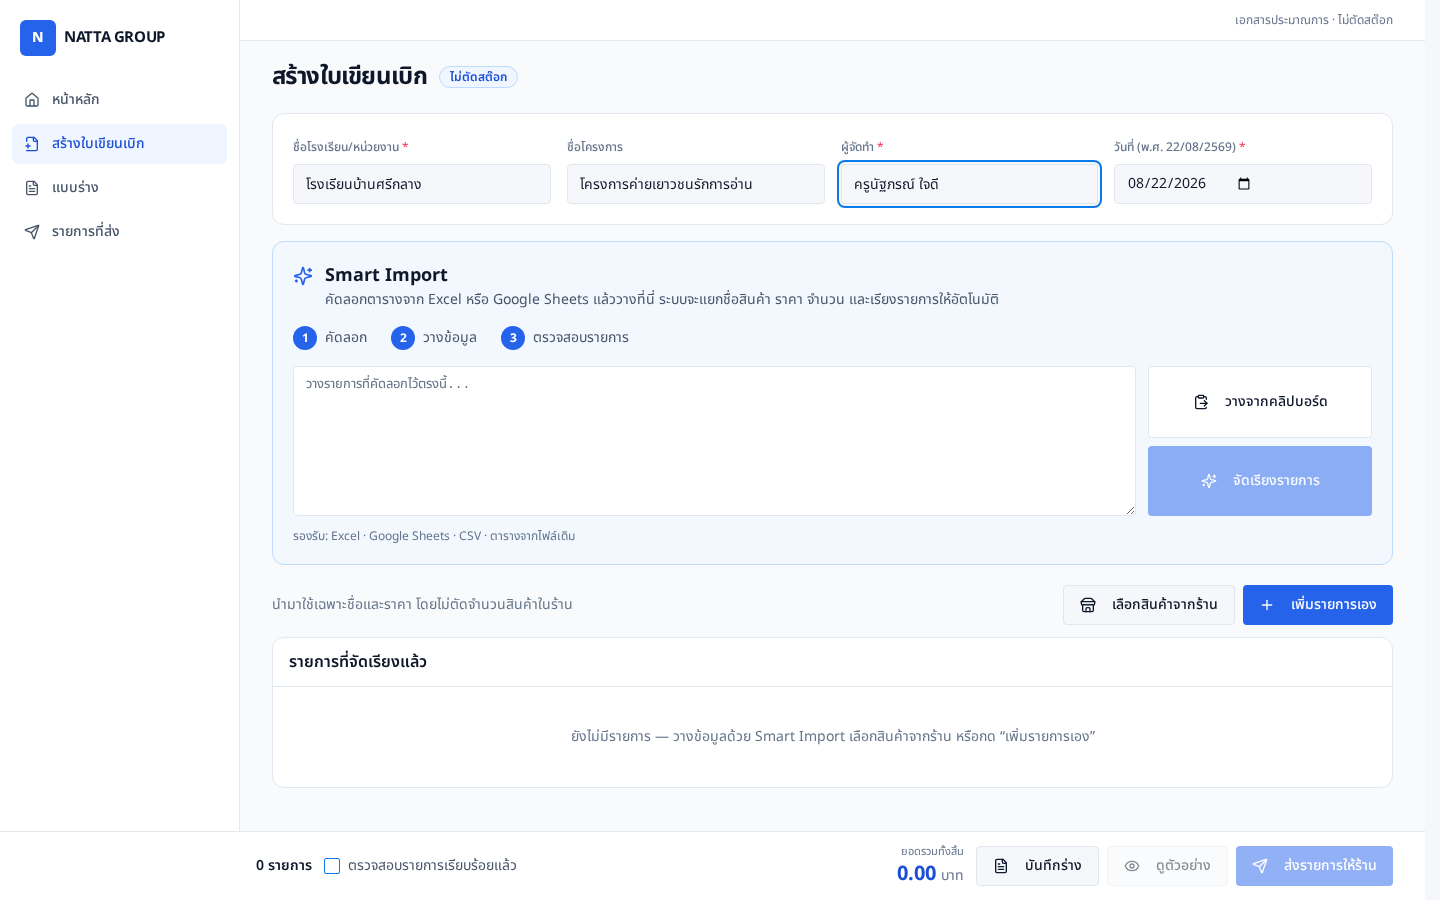 N NATTA GROUP
หน้าหลัก
สร้างใบเขียนเบิก
แบบร่าง
รายการที่ส่ง
เอกสารประมาณการ · ไม่ตัดสต๊อก
สร้างใบเขียนเบิก ไม่ตัดสต๊อก
ชื่อโรงเรียน/หน่วยงาน * ชื่อโครงการ ผู้จัดทำ * วันที่ (พ.ศ. 22/08/2569) *
โรงเรียนบ้านศรีกลาง โครงการค่ายเยาวชนรักการอ่าน ครูนัฐภรณ์ ใจดี 08/22/2026
Smart Import
คัดลอกตารางจาก Excel หรือ Google Sheets แล้ววางที่นี่ ระบบจะแยกชื่อสินค้า ราคา จำนวน และเรียงรายการให้อัตโนมัติ
1 คัดลอก 2 วางข้อมูล 3 ตรวจสอบรายการ
วางรายการที่คัดลอกไว้ตรงนี้...
วางจากคลิปบอร์ด
จัดเรียงรายการ
รองรับ: Excel · Google Sheets · CSV · ตารางจากไฟล์เดิม
นำมาใช้เฉพาะชื่อและราคา โดยไม่ตัดจำนวนสินค้าในร้าน เลือกสินค้าจากร้าน เพิ่มรายการเอง
รายการที่จัดเรียงแล้ว
ยังไม่มีรายการ — วางข้อมูลด้วย Smart Import เลือกสินค้าจากร้าน หรือกด “เพิ่มรายการเอง”
0 รายการ ตรวจสอบรายการเรียบร้อยแล้ว
ยอดรวมทั้งสิ้น
0.00 บาท
บันทึกร่าง ดูตัวอย่าง ส่งรายการให้ร้าน